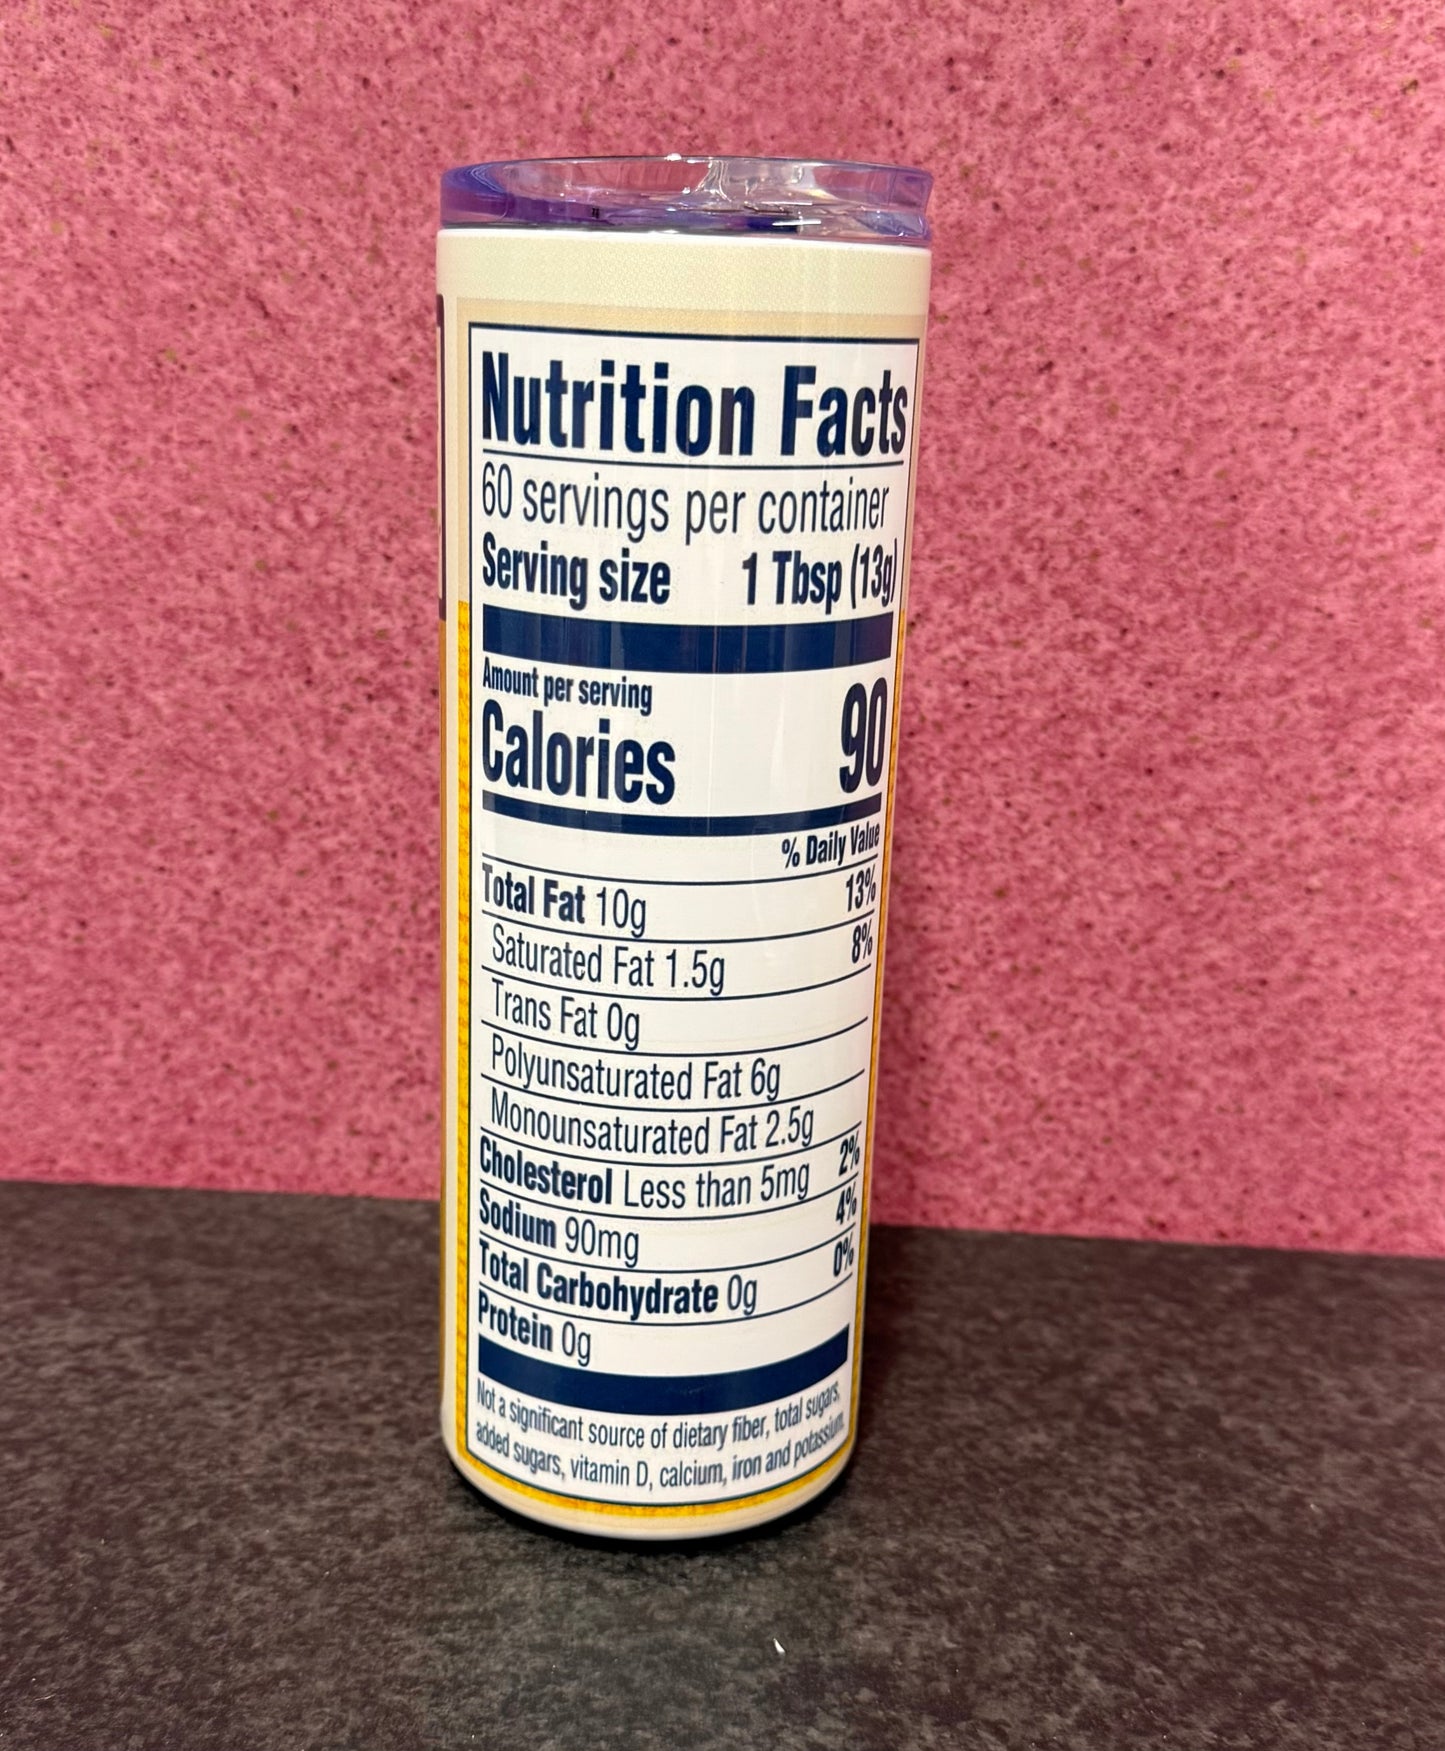 Nutrition Facts
60 servings per container
Serving size 1 Tbsp (13g)
Amount per serving
Calories 90
% Daily Value
Total Fat 10g 13%
Saturated Fat 1.5g 8%
Trans Fat 0g
Polyunsaturated Fat 6g
Monounsaturated Fat 2.5g
Cholesterol Less than 5mg 2%
Sodium 90mg 4%
Total Carbohydrate 0g 0%
Protein 0g
Not a significant source of dietary fiber, total sugars,
added sugars, vitamin D, calcium, iron and potassium.